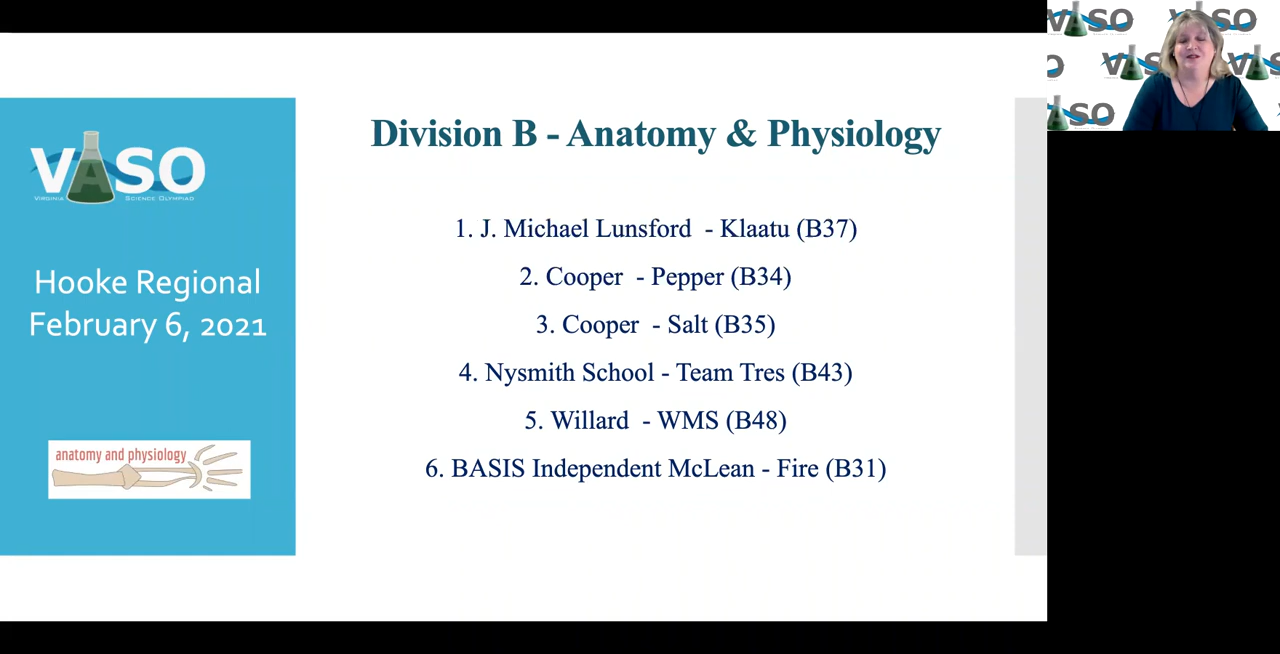 VASO
VIRGINIA SCIENCE OLYMPIAD
Hooke Regional
February 6, 2021
anatomy and physiology
Division B - Anatomy & Physiology
1. J. Michael Lunsford - Klaatu (B37)
2. Cooper - Pepper (B34)
3. Cooper - Salt (B35)
4. Nysmith School - Team Tres (B43)
5. Willard - WMS (B48)
6. BASIS Independent McLean - Fire (B31)
VASO VASO
VASO